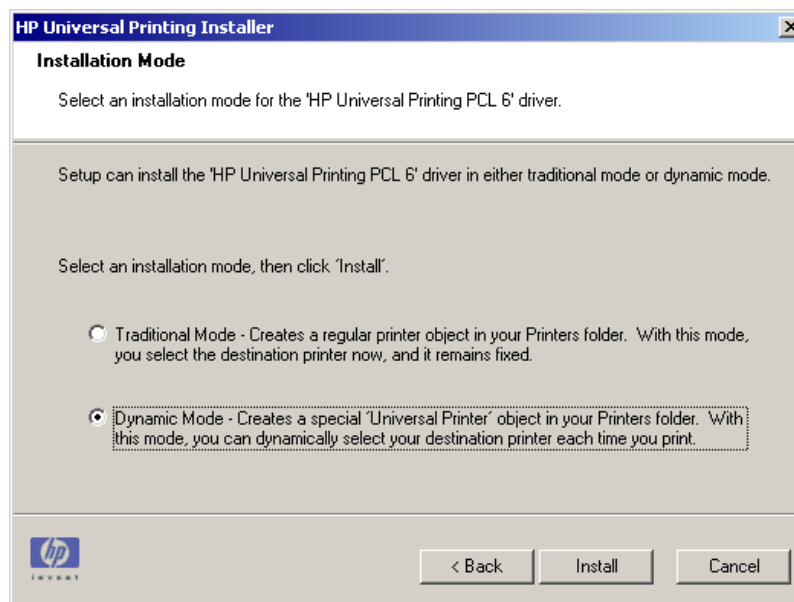 HP Universal Printing Installer
Installation Mode
Select an installation mode for the 'HP Universal Printing PCL 6' driver.
Setup can install the 'HP Universal Printing PCL 6' driver in either traditional mode or dynamic mode.
Select an installation mode, then click 'Install'.
Traditional Mode - Creates a regular printer object in your Printers folder. With this mode,
you select the destination printer now, and it remains fixed.
Dynamic Mode - Creates a special 'Universal Printer' object in your Printers folder. With
this mode, you can dynamically select your destination printer each time you print.
hp
invent
< Back
Install
Cancel